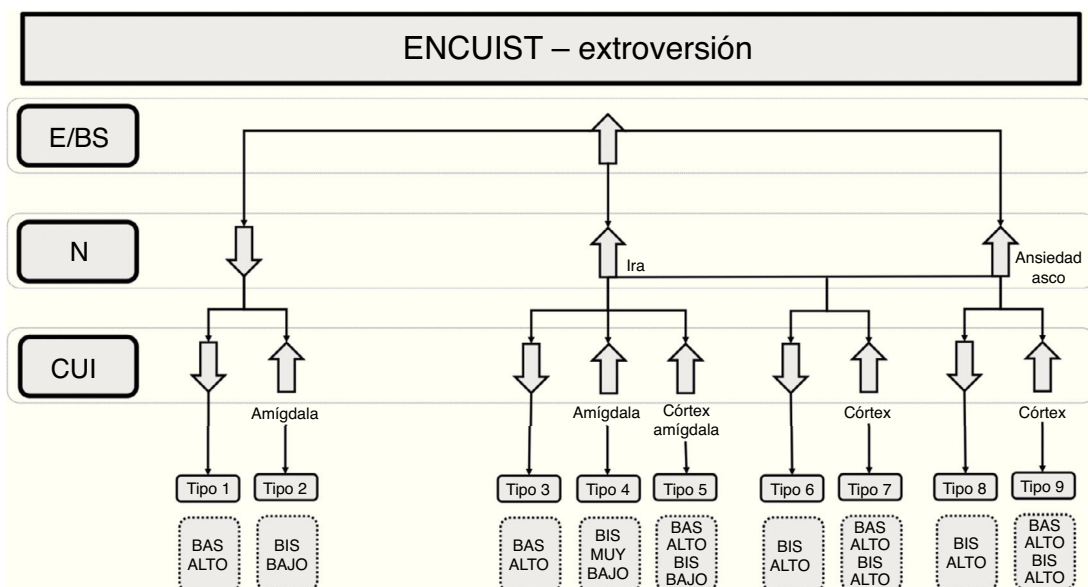 ENCUIST – extroversión
E/BS
N
Ira
Ansiedad
asco
CUI
Amígdala
Amígdala
Córtex
amígdala
Córtex
Córtex
Tipo 1
Tipo 2
Tipo 3
Tipo 4
Tipo 5
Tipo 6
Tipo 7
Tipo 8
Tipo 9
BAS
ALTO
BIS
BAJO
BAS
ALTO
BIS
MUY
BAJO
BAS
ALTO
BIS
BAJO
BIS
ALTO
BAS
ALTO
BIS
ALTO
BIS
ALTO
BAS
ALTO
BIS
ALTO